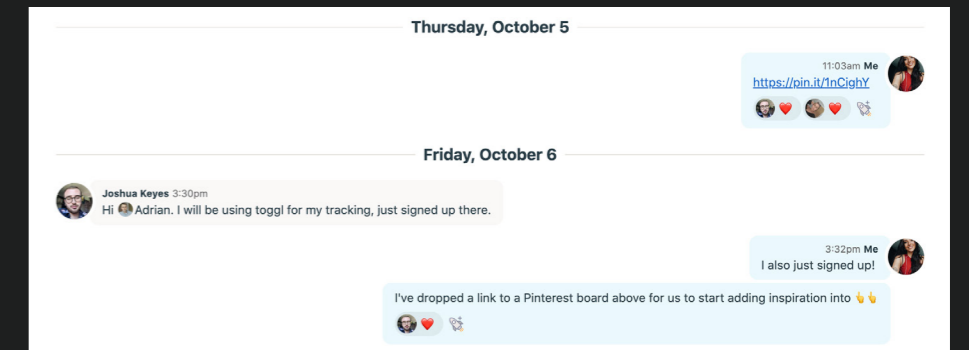 Thursday, October 5
11:03am Me
https://pin.it/1nCighY
Friday, October 6
Joshua Keyes 3:30pm
Hi Adrian. I will be using toggl for my tracking, just signed up there.
3:32pm Me
I also just signed up!
I've dropped a link to a Pinterest board above for us to start adding inspiration into